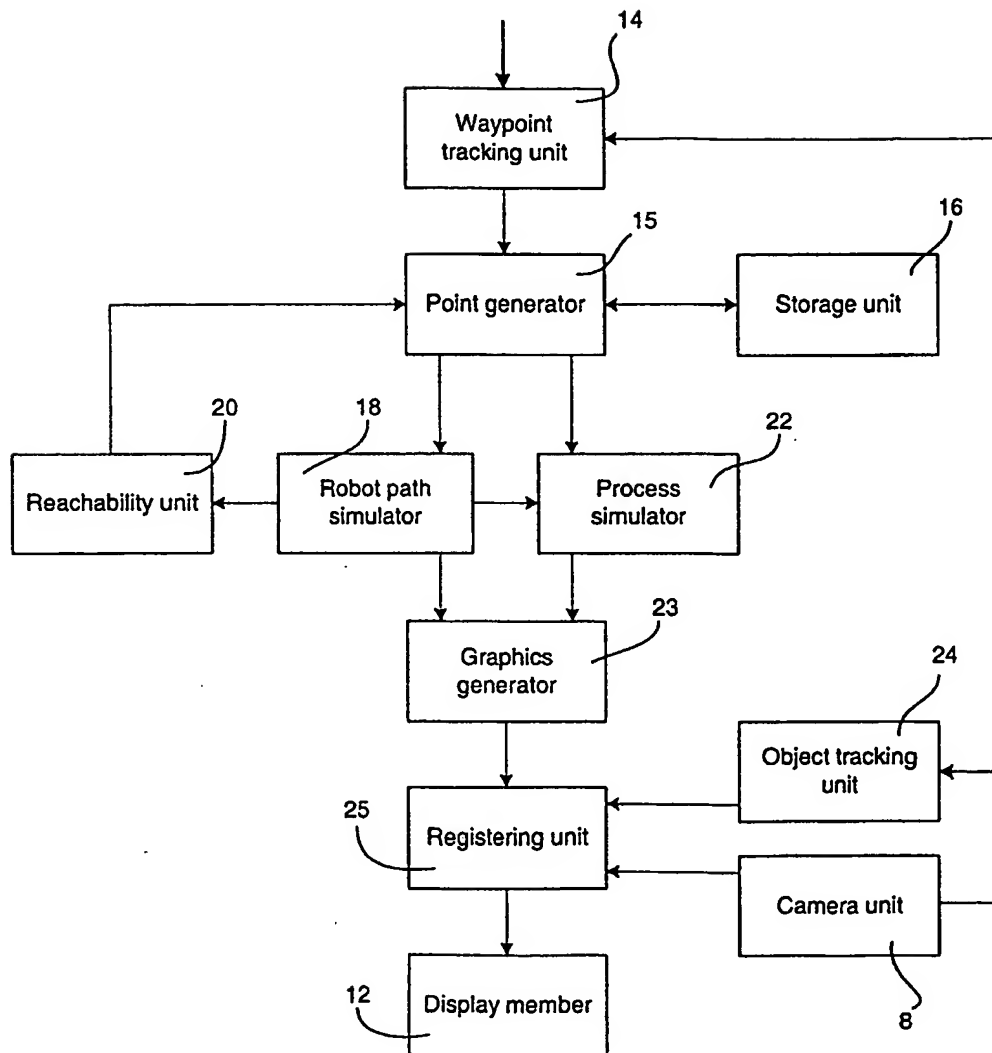 14
Waypoint
tracking unit
15
16
Point generator
Storage unit
20
18
22
Reachability unit
Robot path
simulator
Process
simulator
23
Graphics
generator
24
Object tracking
unit
25
Registering unit
Camera unit
12
Display member
8